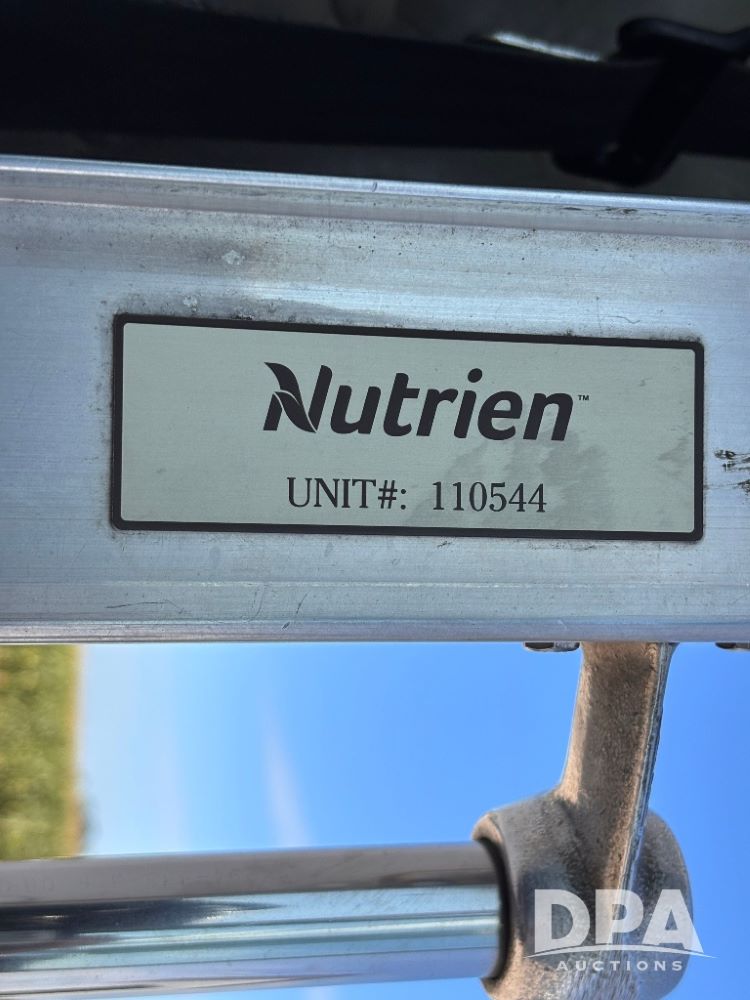 Nutrien™
UNIT#: 110544
DPA
AUCTIONS